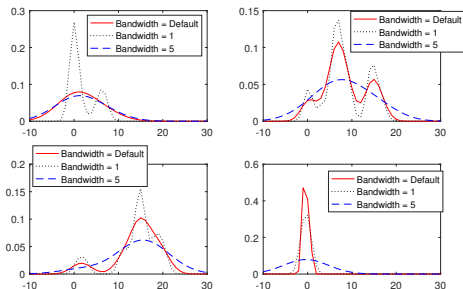 0.3
0.2
0.1
0
-10 0 10 20 30
Bandwidth = Default
Bandwidth = 1
Bandwidth = 5
0.15
0.1
0.05
0
-10 0 10 20 30
Bandwidth = Default
Bandwidth = 1
Bandwidth = 5
0.2
0.15
0.1
0.05
0
-10 0 10 20 30
Bandwidth = Default
Bandwidth = 1
Bandwidth = 5
0.6
0.4
0.2
0
-10 0 10 20 30
Bandwidth = Default
Bandwidth = 1
Bandwidth = 5